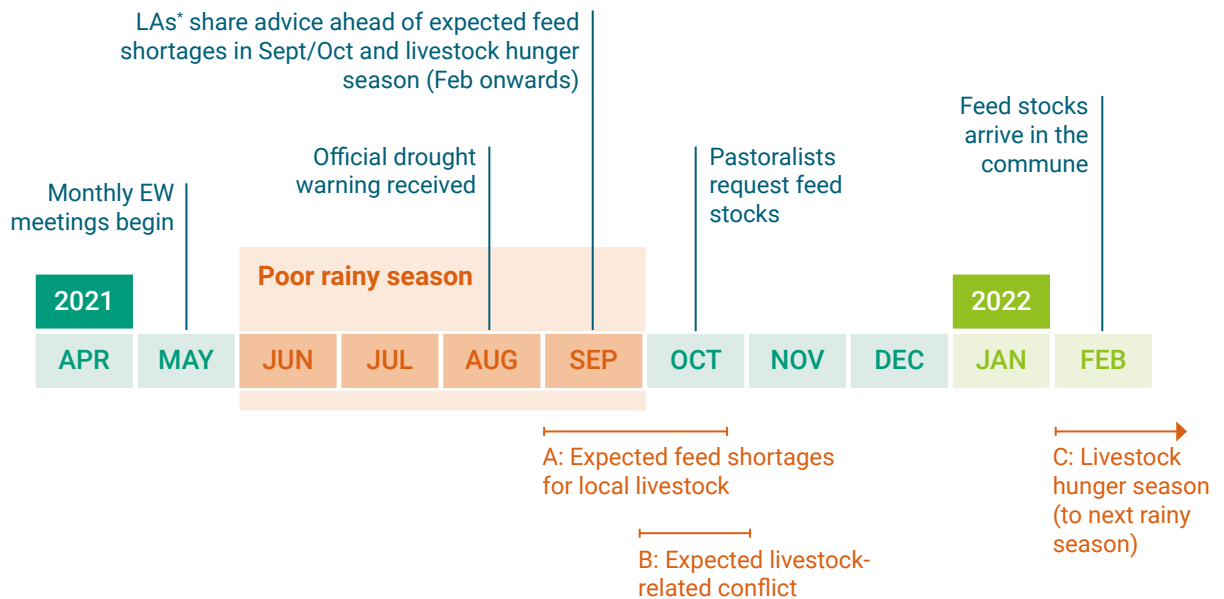 LAs* share advice ahead of expected feed
shortages in Sept/Oct and livestock hunger
season (Feb onwards)
Official drought
warning received
Pastoralists
request feed
stocks
Feed stocks
arrive in the
commune
Monthly EW
meetings begin
Poor rainy season
2021
2022
APR MAY JUN JUL AUG SEP OCT NOV DEC JAN FEB
A: Expected feed shortages
for local livestock
B: Expected livestock-
related conflict
C: Livestock
hunger season
(to next rainy
season)